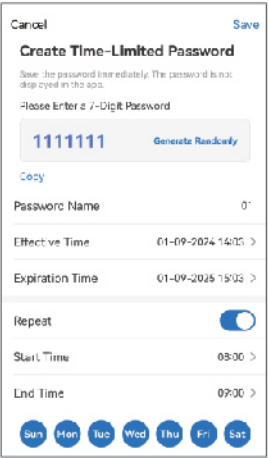 Cancel Save
Create Time-Limited Password
Save the password immediately. The password is not
displayed in the app.
Please Enter a 7-Digit Password
1111111 Generate Randomly
Copy
Password Name 01
Effective Time 01-09-2024 14:03 >
Expiration Time 01-09-2025 15:03 >
Repeat
Start Time 08:00 >
End Time 09:00 >
Sun Mon Tue Wed Thu Fri Sat